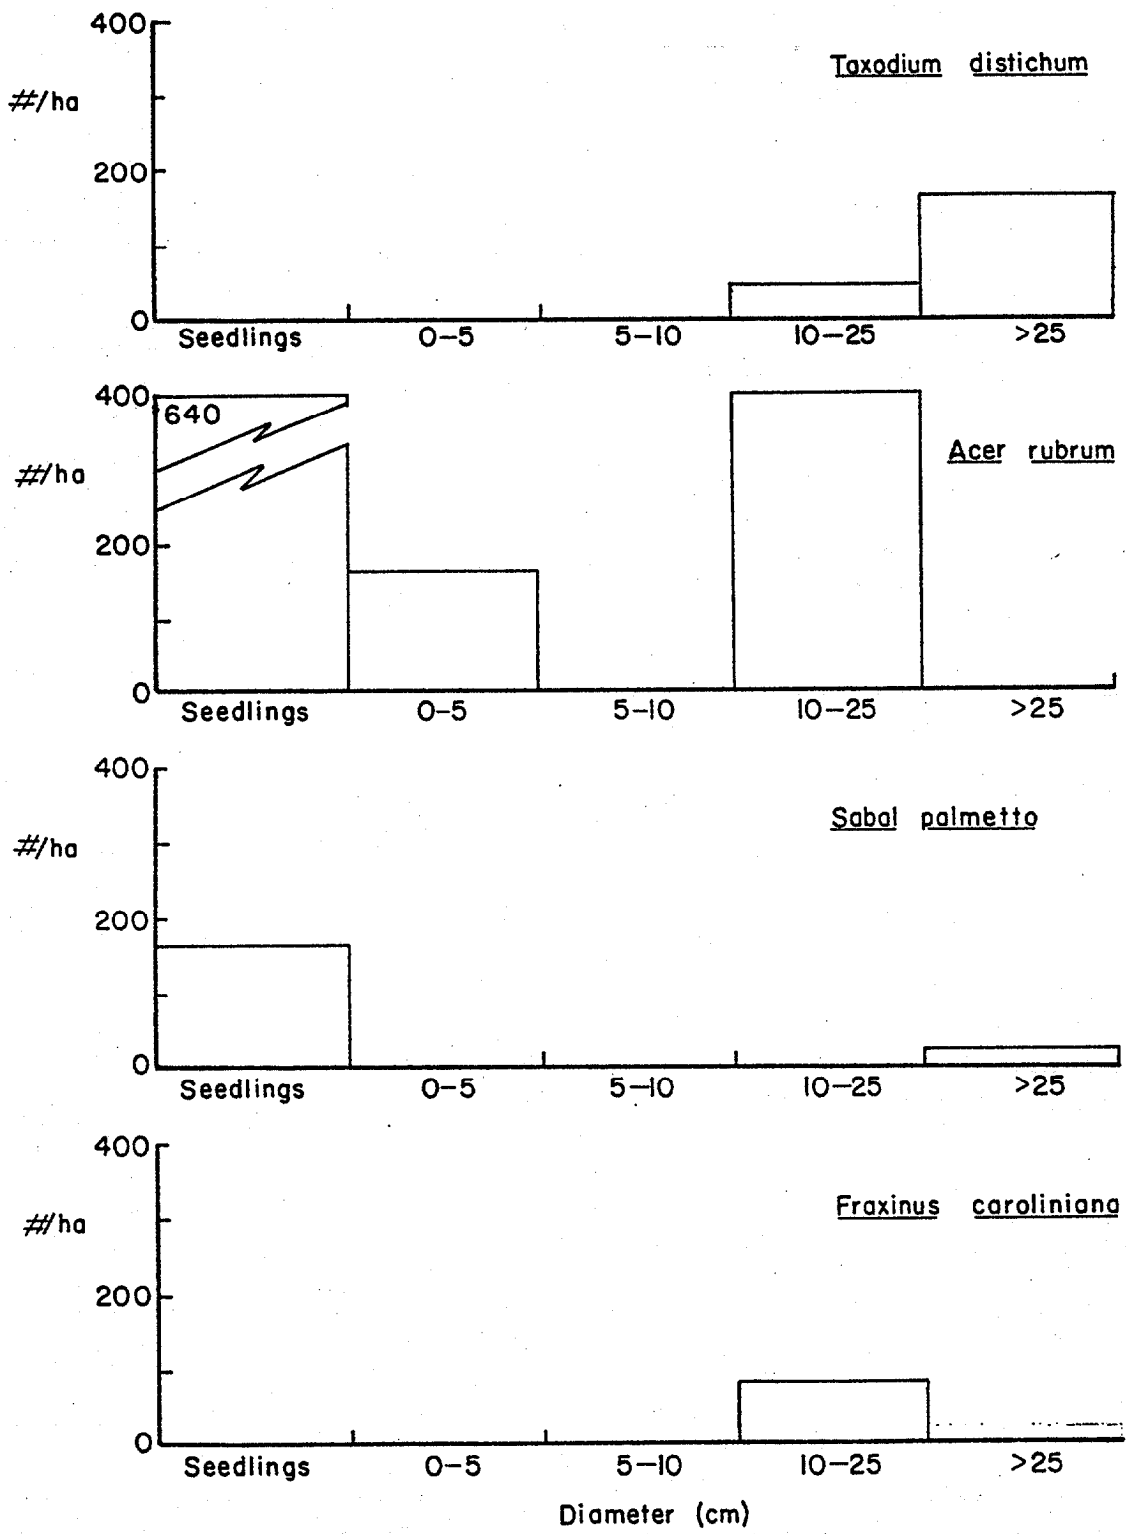 400
Taxodium distichum
#/ha
200
0
Seedlings 0-5 5-10 10-25 >25
400
640
Acer rubrum
#/ha
200
0
Seedlings 0-5 5-10 10-25 >25
400
Sabal palmetto
#/ha
200
0
Seedlings 0-5 5-10 10-25 >25
400
Fraxinus caroliniana
#/ha
200
0
Seedlings 0-5 5-10 10-25 >25
Diameter (cm)